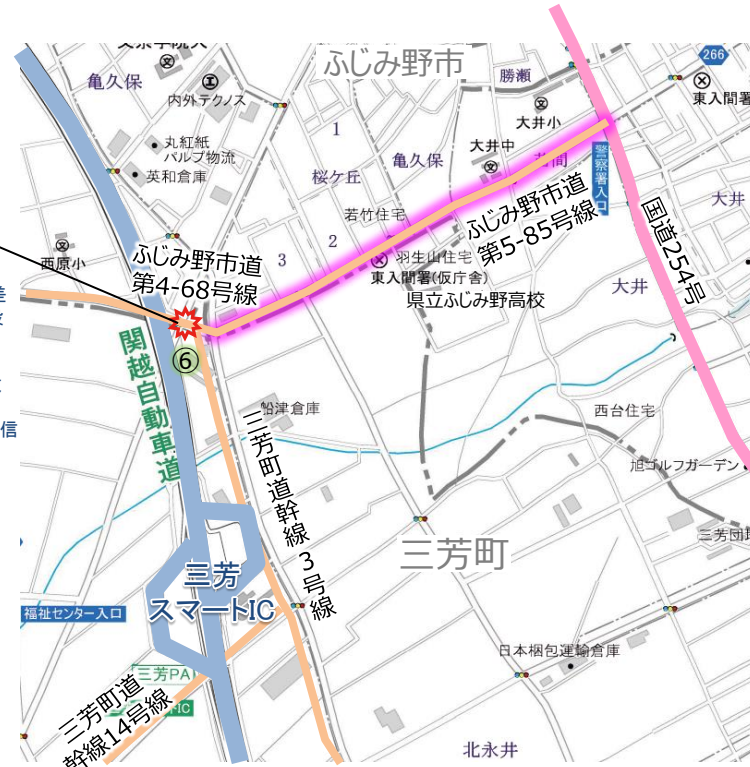 ふじみ野市
266
亀久保
内外テクノス
勝瀬
東入間署
大井小
丸紅紙
パルプ物流
英和倉庫
1
大井中
亀久保
桜ケ丘
警察署入口
若竹住宅
大井
ふじみ野市道
第5-85号線
国道254号
2
3
羽生山住宅
東入間署(仮庁舎)
県立ふじみ野高校
西原小
ふじみ野市道
第4-68号線
差
大井
⑥
関越自動車道
信
船津倉庫
三芳町道幹線3号線
西台住宅
旭ゴルフガーデン
三芳団
三芳町
三芳
スマートIC
福祉センター入口
日本梱包運輸倉庫
三芳PA
三芳町道
幹線14号線
IC
北永井